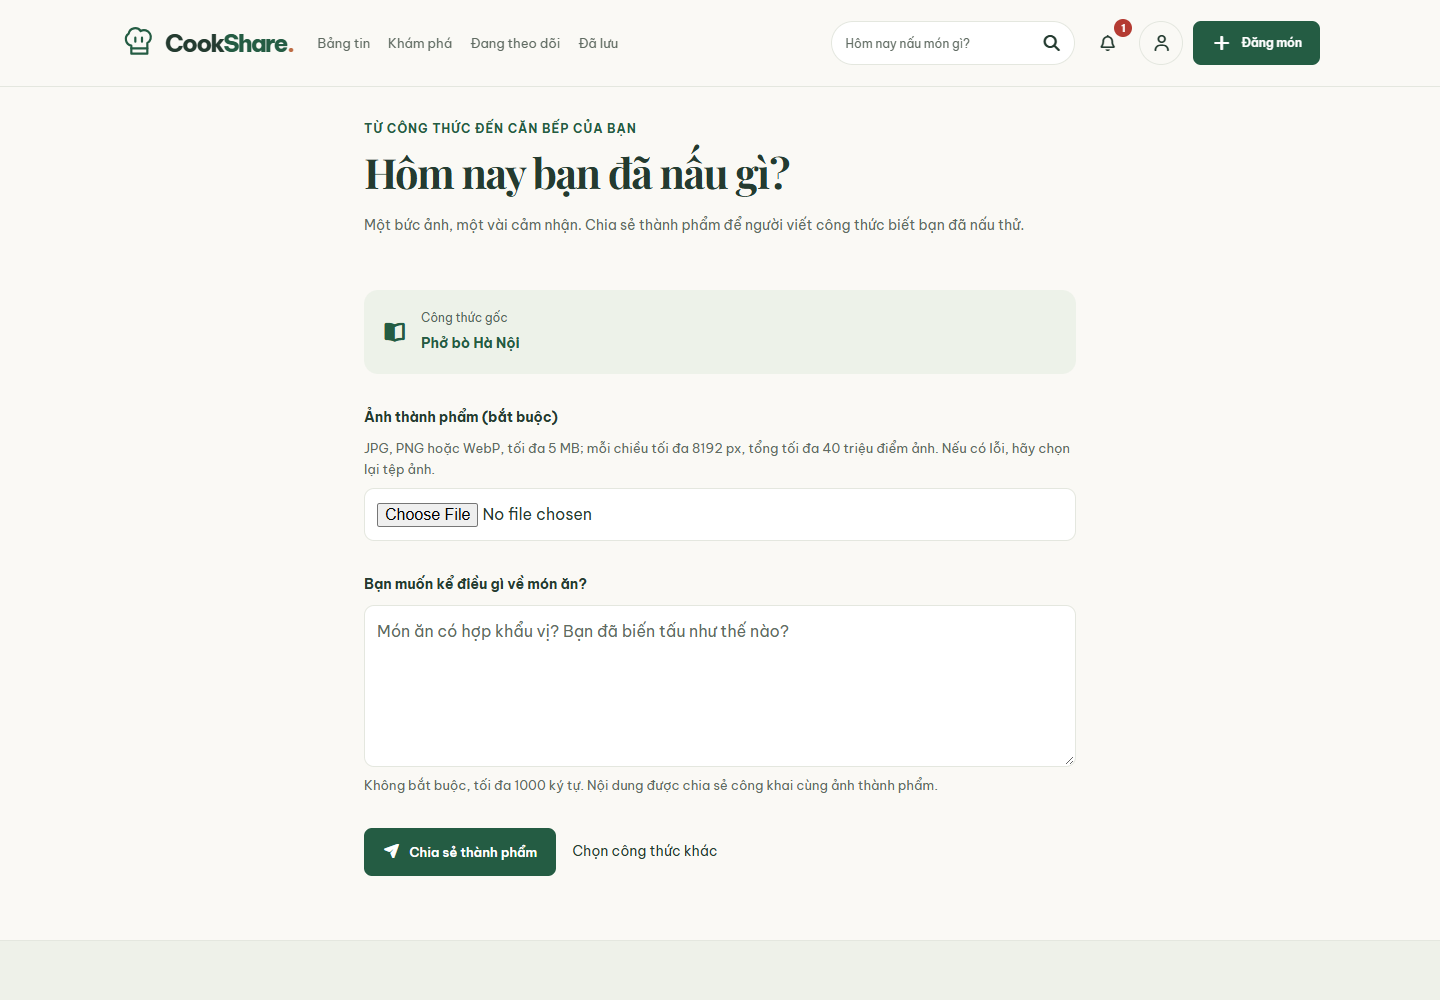 CookShare.
Bảng tin
Khám phá
Đang theo dõi
Đã lưu
Hôm nay nấu món gì?
1
Đăng món
TỪ CÔNG THỨC ĐẾN CĂN BẾP CỦA BẠN
Hôm nay bạn đã nấu gì?
Một bức ảnh, một vài cảm nhận. Chia sẻ thành phẩm để người viết công thức biết bạn đã nấu thử.
Công thức gốc
Phở bò Hà Nội
Ảnh thành phẩm (bắt buộc)
JPG, PNG hoặc WebP, tối đa 5 MB; mỗi chiều tối đa 8192 px, tổng tối đa 40 triệu điểm ảnh. Nếu có lỗi, hãy chọn
lại tệp ảnh.
Choose File No file chosen
Bạn muốn kể điều gì về món ăn?
Món ăn có hợp khẩu vị? Bạn đã biến tấu như thế nào?
Không bắt buộc, tối đa 1000 ký tự. Nội dung được chia sẻ công khai cùng ảnh thành phẩm.
Chia sẻ thành phẩm
Chọn công thức khác